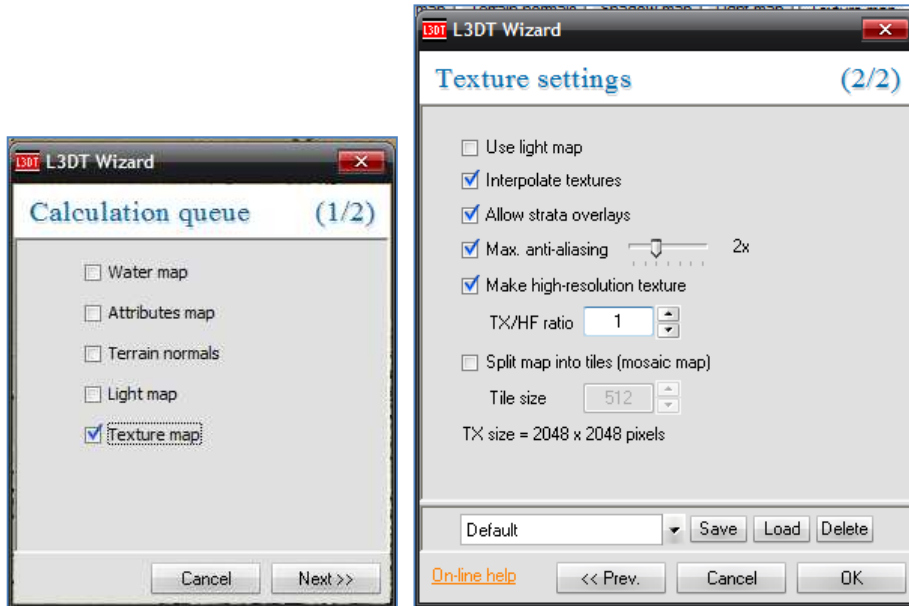 L3DT L3DT Wizard
Calculation queue (1/2)
Water map
Attributes map
Terrain normals
Light map
Texture map
Cancel Next >>
L3DT L3DT Wizard
Texture settings (2/2)
Use light map
Interpolate textures
Allow strata overlays
Max. anti-aliasing 2x
Make high-resolution texture
TX/HF ratio 1
Split map into tiles (mosaic map)
Tile size 512
TX size = 2048 x 2048 pixels
Default Save Load Delete
On-line help << Prev. Cancel OK